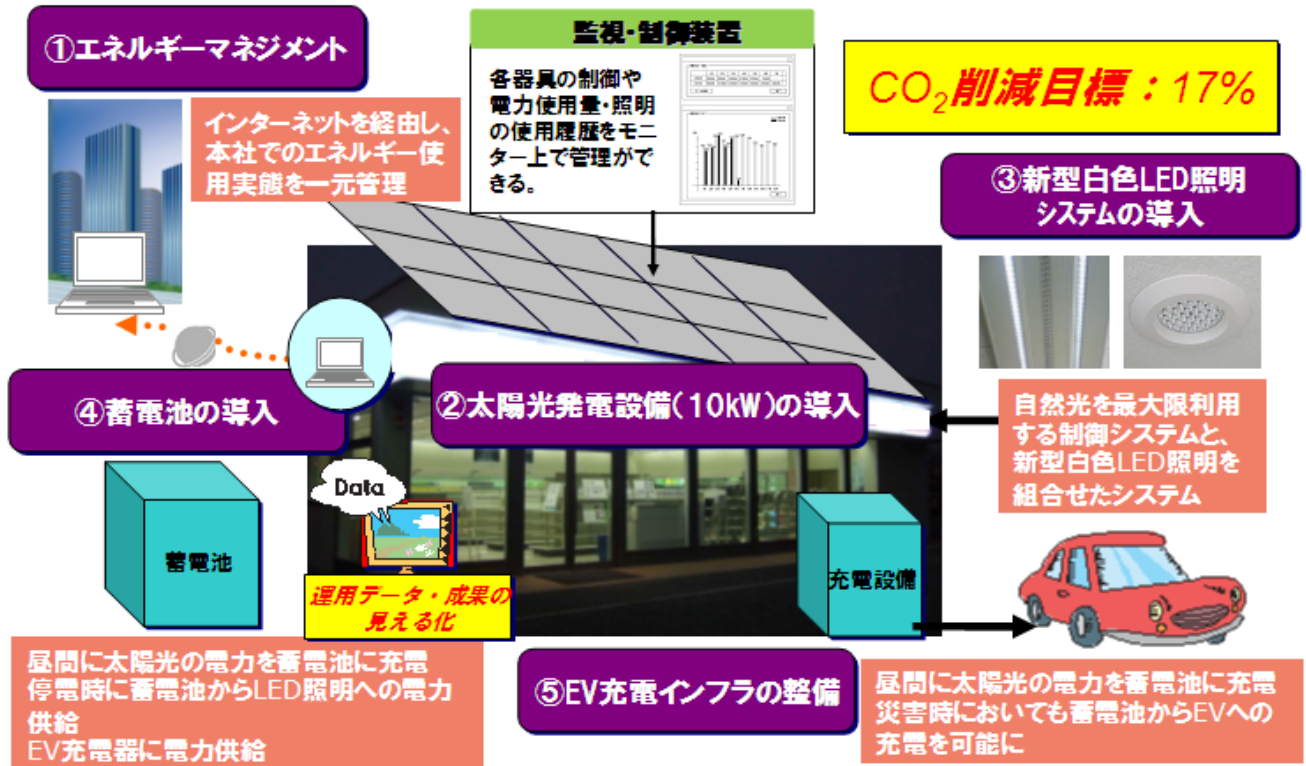 ①エネルギーマネジメント
インターネットを経由し、
本社でのエネルギー使
用実態を一元管理
監視・制御装置
各器具の制御や
電力使用量・照明
の使用履歴をモニ
ター上で管理がで
きる。
CO₂削減目標：17%
③新型白色LED照明
システムの導入
自然光を最大限利用
する制御システムと、
新型白色LED照明を
組合せたシステム
②太陽光発電設備（10kW）の導入
④蓄電池の導入
蓄電池
Data
運用データ・成果の
見える化
昼間に太陽光の電力を蓄電池に充電
停電時に蓄電池からLED照明への電力
供給
EV充電器に電力供給
充電設備
⑤EV充電インフラの整備
昼間に太陽光の電力を蓄電池に充電
災害時においても蓄電池からEVへの
充電を可能に